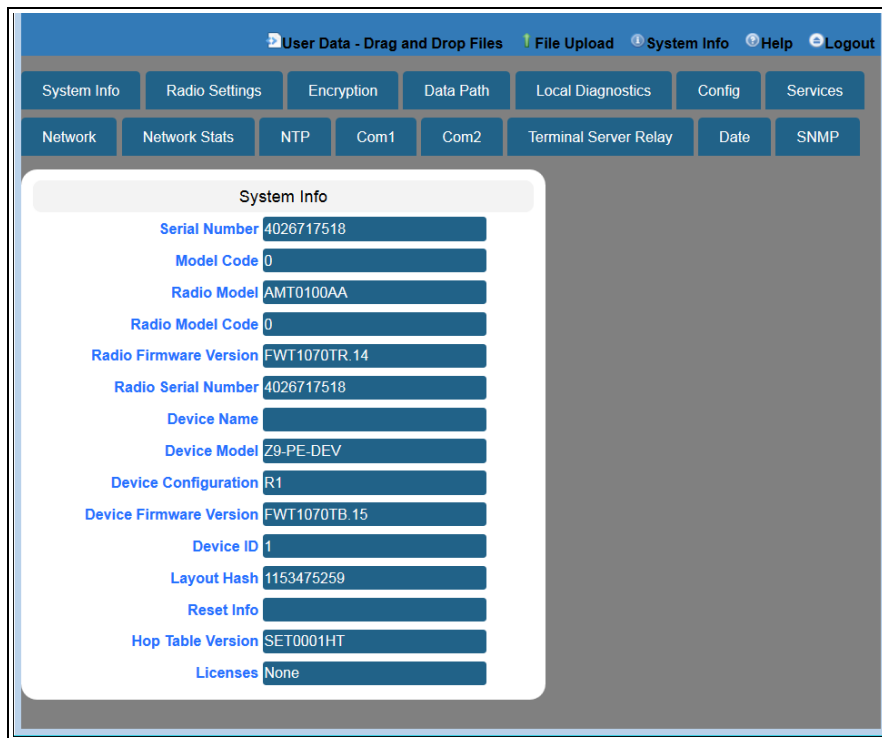 User Data - Drag and Drop Files File Upload System Info Help Logout
System Info Radio Settings Encryption Data Path Local Diagnostics Config Services
Network Network Stats NTP Com1 Com2 Terminal Server Relay Date SNMP
System Info
Serial Number 4026717518
Model Code 0
Radio Model AMT0100AA
Radio Model Code 0
Radio Firmware Version FWT1070TR.14
Radio Serial Number 4026717518
Device Name
Device Model Z9-PE-DEV
Device Configuration R1
Device Firmware Version FWT1070TB.15
Device ID 1
Layout Hash 1153475259
Reset Info
Hop Table Version SET0001HT
Licenses None